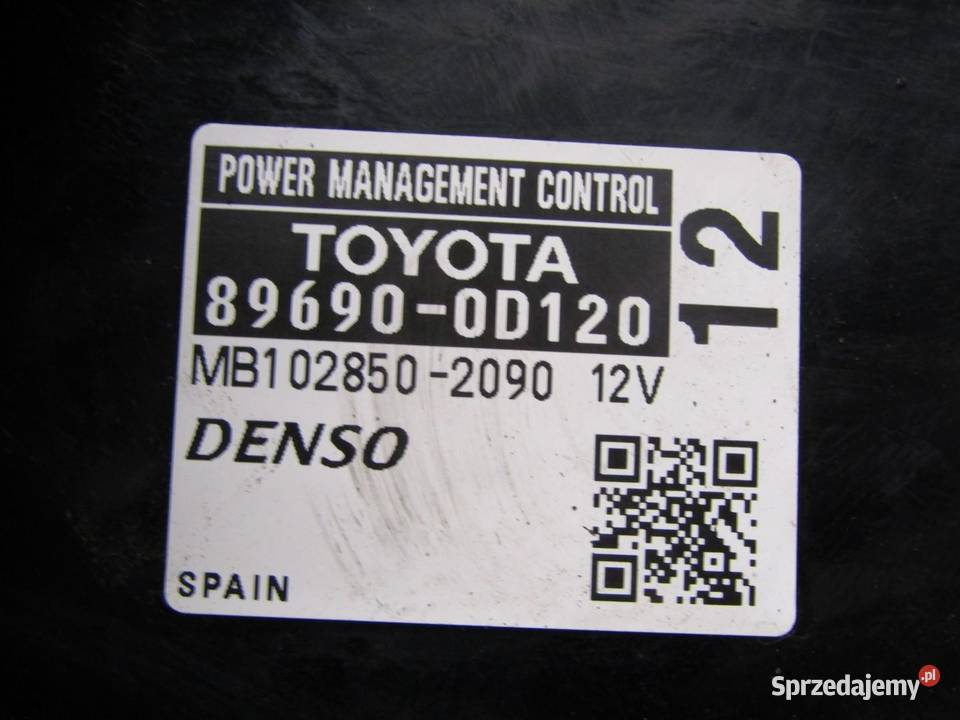 POWER MANAGEMENT CONTROL
TOYOTA
89690-0D120
12
MB102850-2090 12V
DENSO
SPAIN
Sprzedajemy.pl